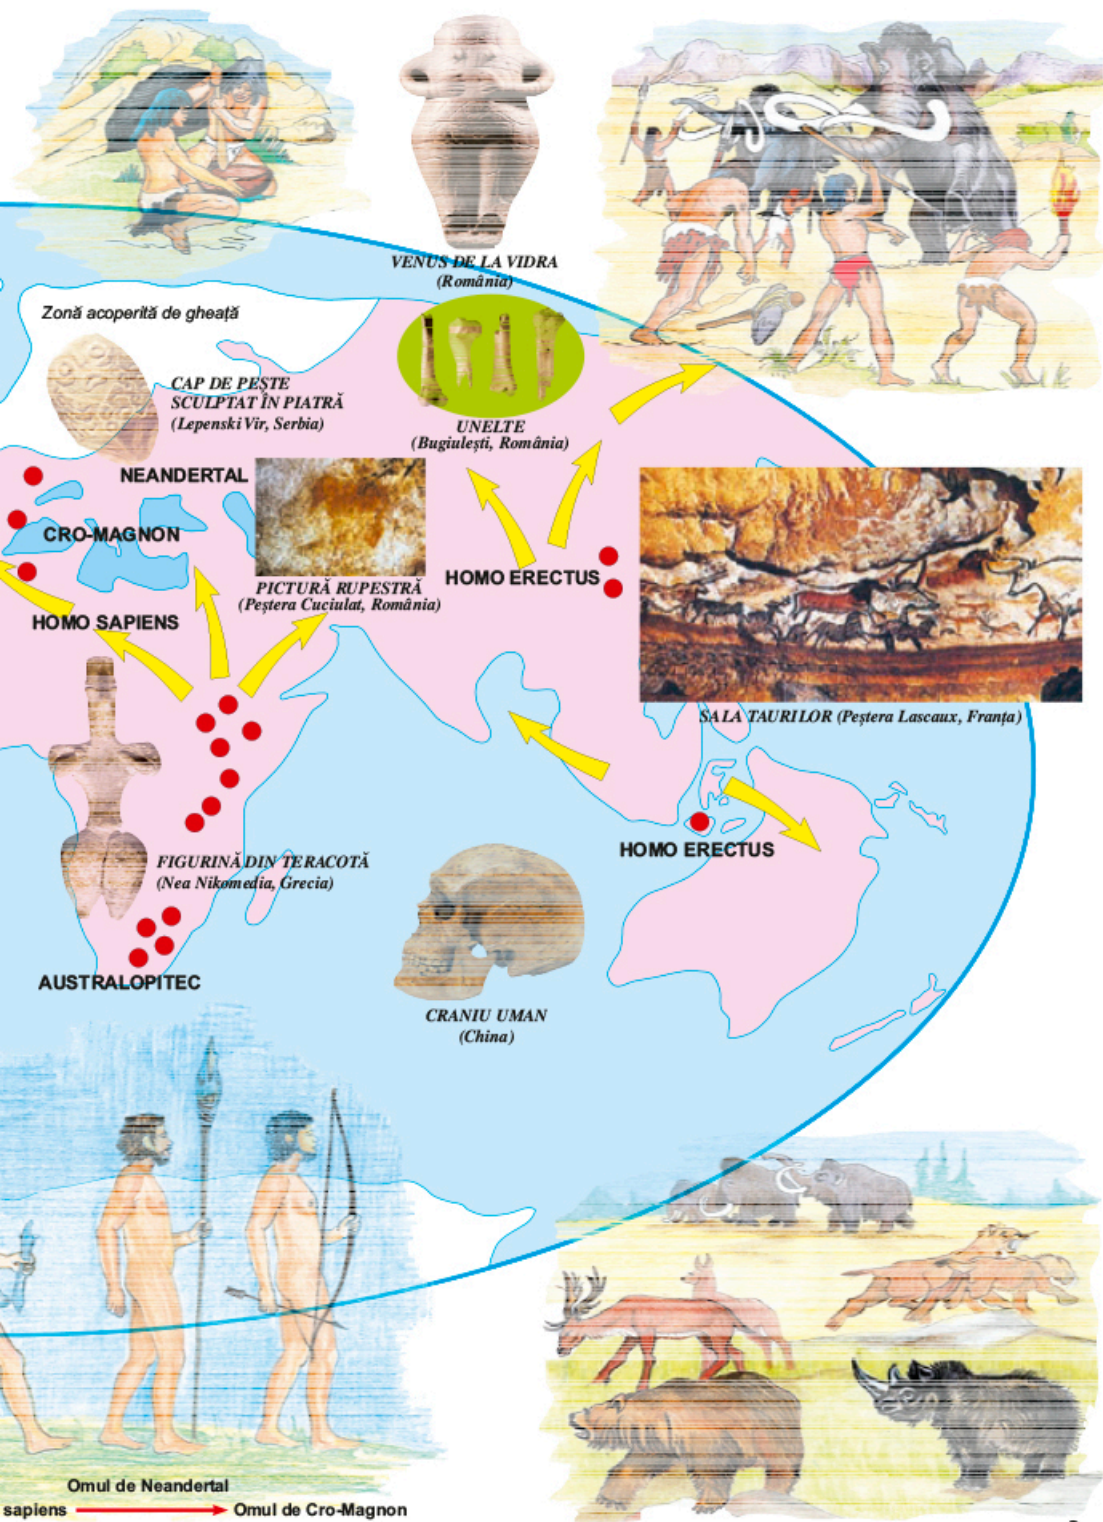 VENUS DE LA VIDRA
(România)
Zonă acoperită de gheață
CAP DE PEȘTE
SCULPTAT ÎN PIATRĂ
(Lepenski Vir, Serbia)
UNELTE
(Bugiulești, România)
NEANDERTAL
CRO-MAGNON
HOMO ERECTUS
PICTURĂ RUPESTRĂ
(Peștera Cuciulat, România)
HOMO SAPIENS
SALA TAURILOR (Peștera Lascaux, Franța)
HOMO ERECTUS
FIGURINĂ DIN TERACOTĂ
(Nea Nikomedia, Grecia)
AUSTRALOPITEC
CRANIU UMAN
(China)
Omul de Neandertal
sapiens Omul de Cro-Magnon